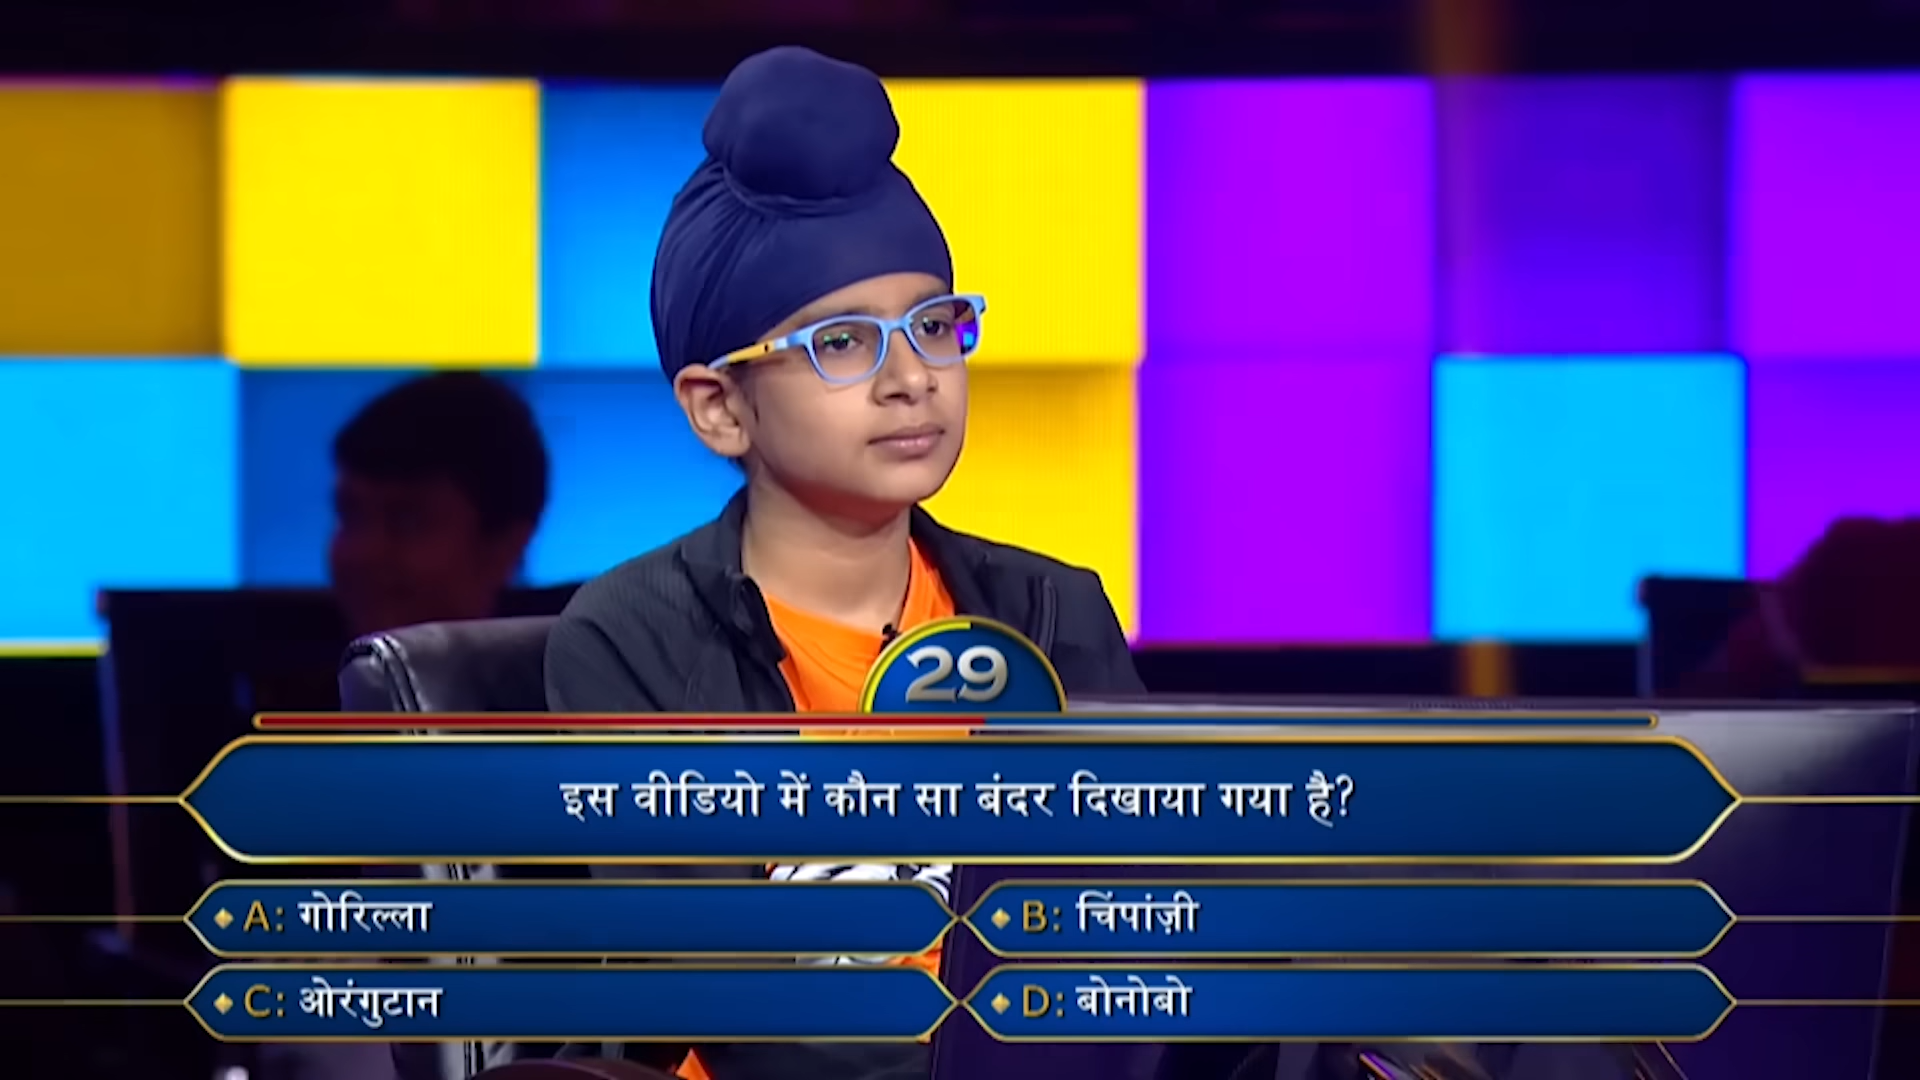 29
इस वीडियो में कौन सा बंदर दिखाया गया है?
A: गोरिल्ला
B: चिंपांज़ी
C: ओरंगुटान
D: बोनोबो